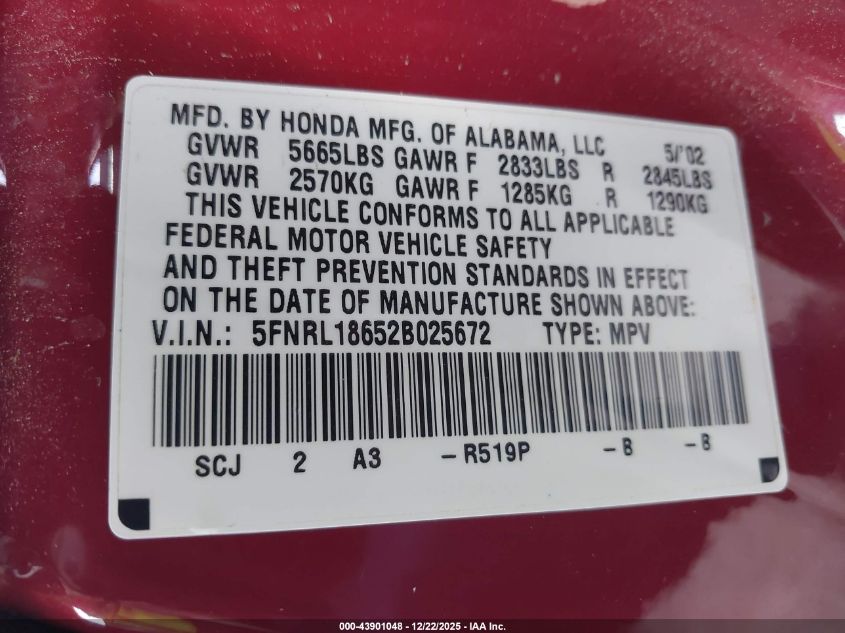 MFD. BY HONDA MFG. OF ALABAMA, LLC 5/'02
GVWR 5665LBS GAWR F 2833LBS R 2845LBS
GVWR 2570KG GAWR F 1285KG R 1290KG
THIS VEHICLE CONFORMS TO ALL APPLICABLE
FEDERAL MOTOR VEHICLE SAFETY
AND THEFT PREVENTION STANDARDS IN EFFECT
ON THE DATE OF MANUFACTURE SHOWN ABOVE:
V.I.N.: 5FNRL18652B025672 TYPE: MPV
SCJ 2 A3 -R519P -B -B
000-43901048 - 12/22/2025 - IAA Inc.